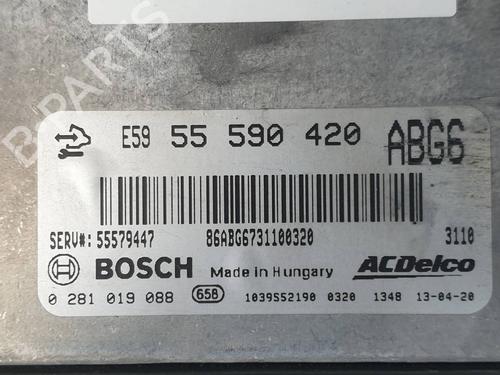 E59 55 590 420 ABG6
SERV#: 55579447 86ABG6731100320 3110
BOSCH Made in Hungary ACDelco
0 281 019 088 658 1039S52190 0320 1348 13-04-20
B PARTS